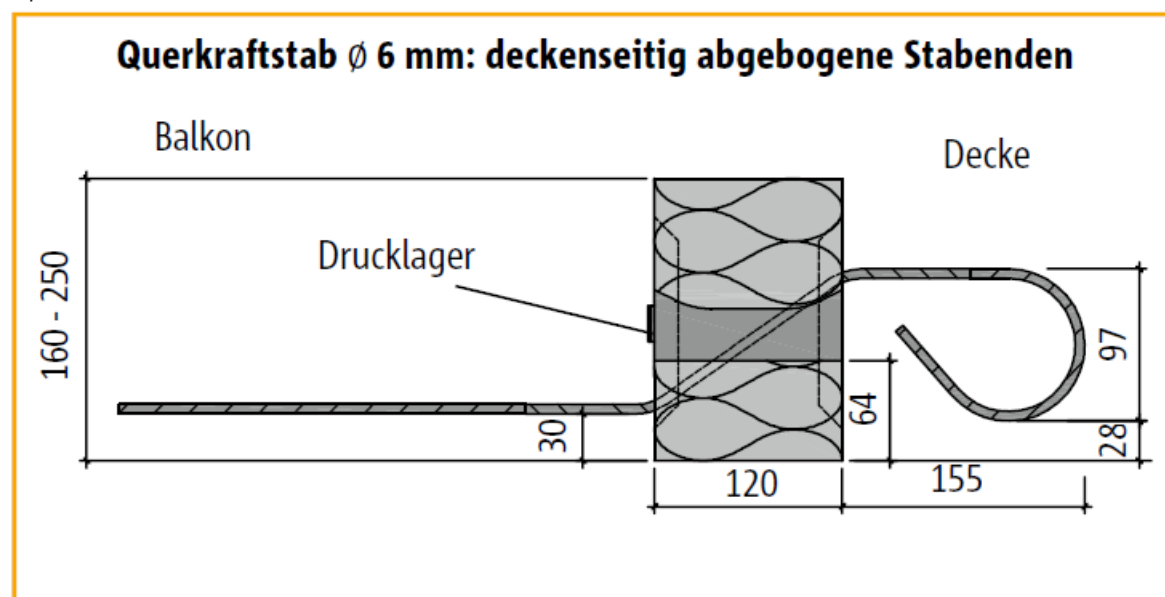 Querkraftstab ø 6 mm: deckenseitig abgebogene Stabenden
Balkon
Decke
Drucklager
160 - 250
97
30
64
28
120
155